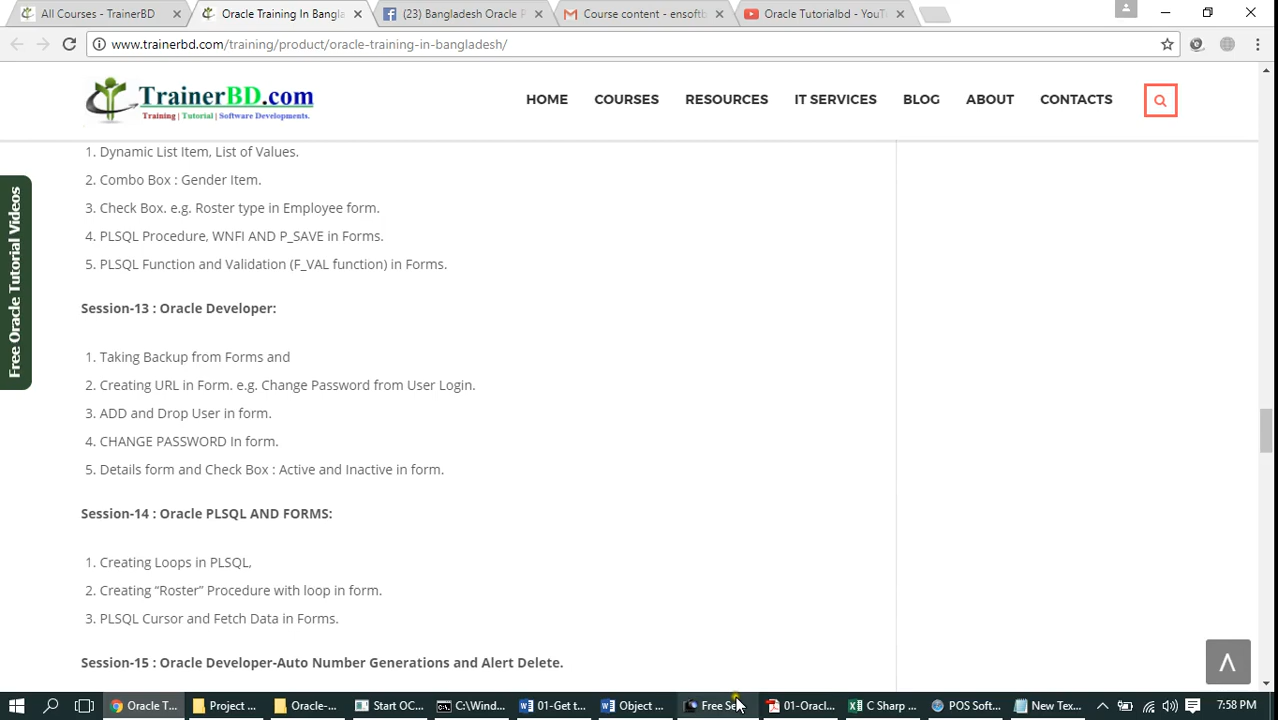 All Courses - TrainerBD
Oracle Training In Bangla
(23) Bangladesh Oracle
Course content - ensoftb
Oracle Tutorialbd - YouT
www.trainerbd.com/training/product/oracle-training-in-bangladesh/
TrainerBD.com
Training | Tutorial | Software Developments.
HOME
COURSES
RESOURCES
IT SERVICES
BLOG
ABOUT
CONTACTS
Free Oracle Tutorial Videos
1. Dynamic List Item, List of Values.
2. Combo Box : Gender Item.
3. Check Box. e.g. Roster type in Employee form.
4. PLSQL Procedure, WNFI AND P_SAVE in Forms.
5. PLSQL Function and Validation (F_VAL function) in Forms.
Session-13 : Oracle Developer:
1. Taking Backup from Forms and
2. Creating URL in Form. e.g. Change Password from User Login.
3. ADD and Drop User in form.
4. CHANGE PASSWORD In form.
5. Details form and Check Box : Active and Inactive in form.
Session-14 : Oracle PLSQL AND FORMS:
1. Creating Loops in PLSQL,
2. Creating “Roster” Procedure with loop in form.
3. PLSQL Cursor and Fetch Data in Forms.
Session-15 : Oracle Developer-Auto Number Generations and Alert Delete.
Oracle T...
Project ...
Oracle-...
Start OC...
C:\Wind...
01-Get t...
Object ...
Free Se
01-Oracl...
C Sharp ...
POS Soft...
New Tex...
7:58 PM